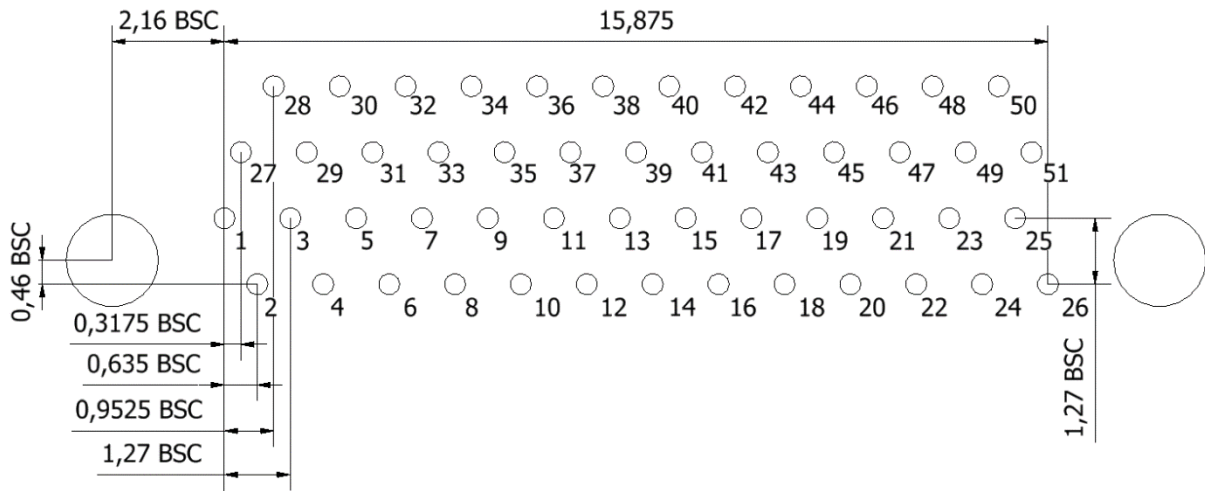 2,16 BSC 15,875
28 30 32 34 36 38 40 42 44 46 48 50
27 29 31 33 35 37 39 41 43 45 47 49 51
1 3 5 7 9 11 13 15 17 19 21 23 25
0,46 BSC
2 4 6 8 10 12 14 16 18 20 22 24 26
0,3175 BSC
0,635 BSC
0,9525 BSC
1,27 BSC
1,27 BSC